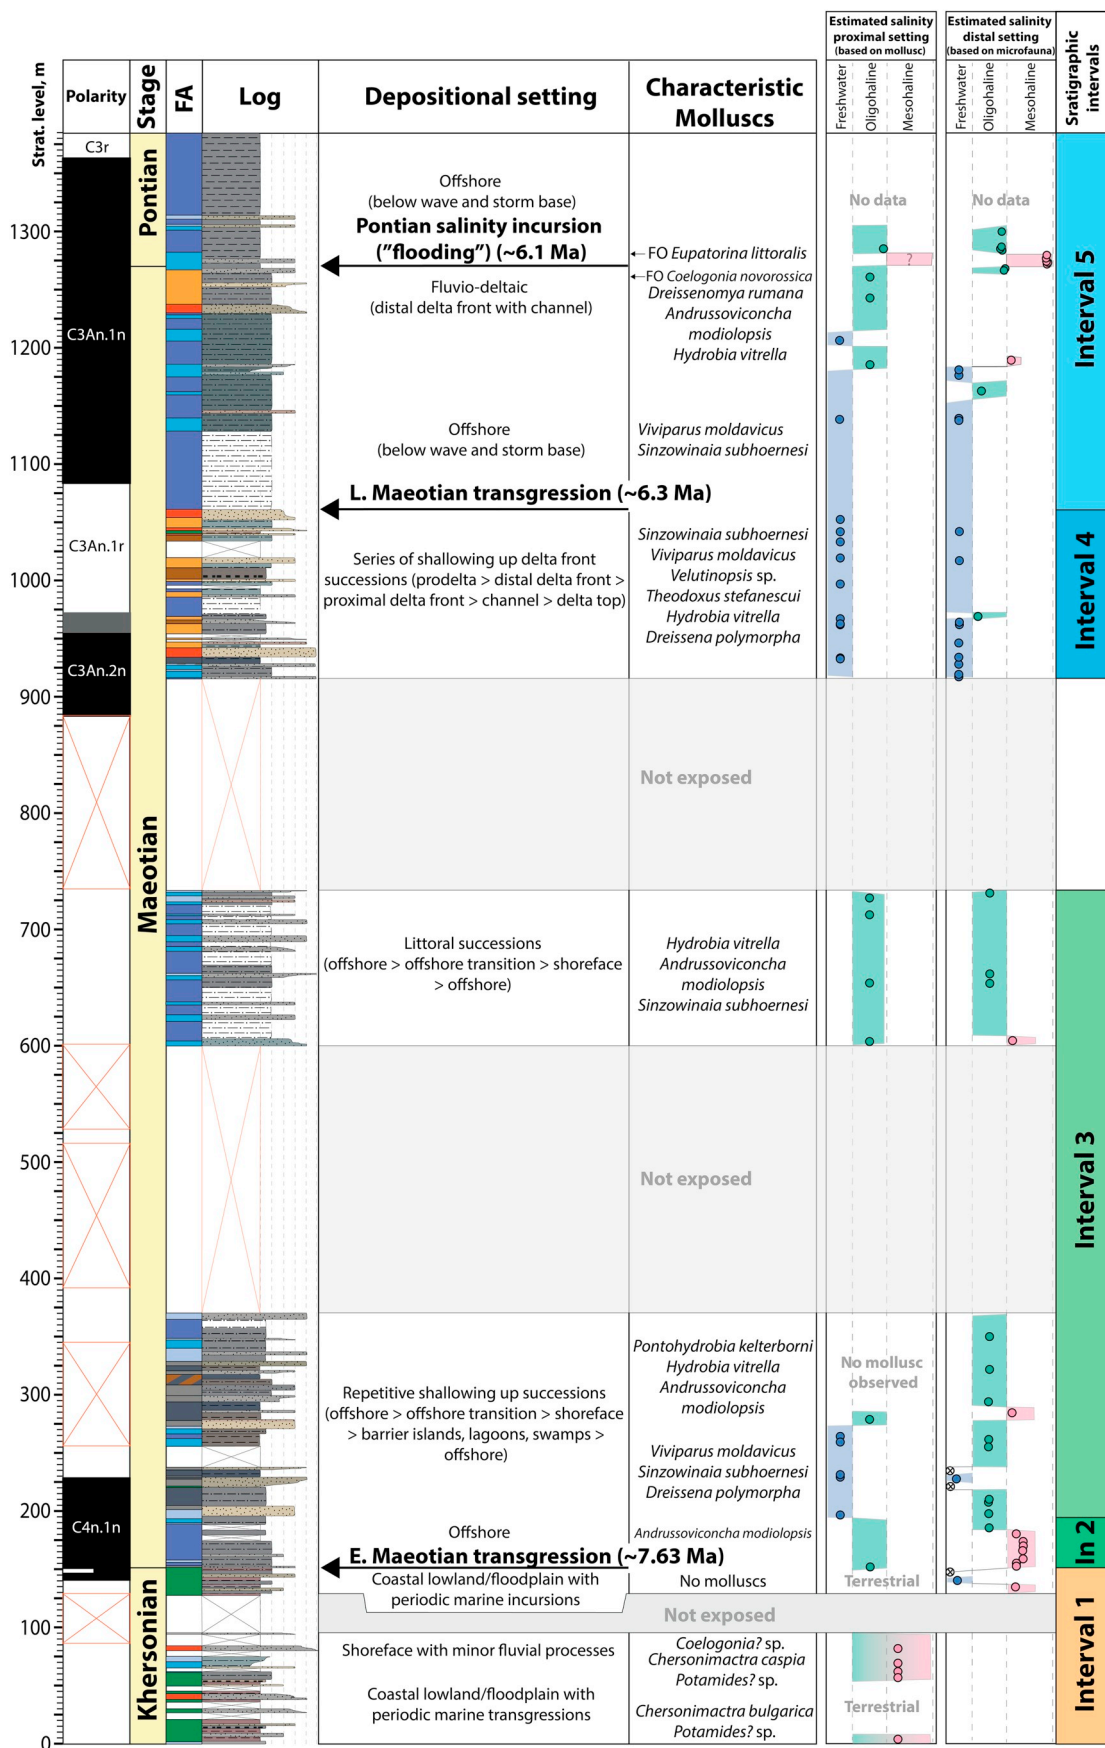 Estimated salinity
proximal setting
(based on mollusc)
Estimated salinity
distal setting
(based on microfauna)
Sratigraphic
intervals
Strat. level, m
Polarity
Stage
FA
Log
Depositional setting
Characteristic
Molluscs
Freshwater
Oligohaline
Mesohaline
Freshwater
Oligohaline
Mesohaline
C3r
Pontian
Offshore
(below wave and storm base)
No data
No data
Pontian salinity incursion
("flooding") (~6.1 Ma)
1300
FO Eupatorina littoralis
?
Interval 5
FO Coelogonia novorossica
Fluvio-deltaic
(distal delta front with channel)
Dreissenomya rumana
Andrussoviconcha
modiolopsis
Hydrobia vitrella
C3An.1n
1200
Offshore
(below wave and storm base)
Viviparus moldavicus
Sinzowinaia subhoernesi
1100
L. Maeotian transgression (~6.3 Ma)
C3An.1r
1000
Series of shallowing up delta front
successions (prodelta > distal delta front >
proximal delta front > channel > delta top)
Sinzowinaia subhoernesi
Viviparus moldavicus
Velutinopsis sp.
Theodoxus stefanescui
Hydrobia vitrella
Dreissena polymorpha
Interval 4
C3An.2n
900
Maeotian
Not exposed
800
700
Littoral successions
(offshore > offshore transition > shoreface
> offshore)
Hydrobia vitrella
Andrussoviconcha
modiolopsis
Sinzowinaia subhoernesi
600
Interval 3
500
Not exposed
400
300
Repetitive shallowing up successions
(offshore > offshore transition > shoreface
> barrier islands, lagoons, swamps >
offshore)
Pontohydrobia kelterborni
Hydrobia vitrella
Andrussoviconcha
modiolopsis
No mollusc
observed
Viviparus moldavicus
Sinzowinaia subhoernesi
Dreissena polymorpha
200
C4n.1n
Offshore
Andrussoviconcha modiolopsis
In 2
E. Maeotian transgression (~7.63 Ma)
Coastal lowland/floodplain with
periodic marine incursions
No molluscs
Terrestrial
Not exposed
100
Khersonian
Interval 1
Shoreface with minor fluvial processes
Coelogonia? sp.
Chersonimactra caspia
Potamides? sp.
Coastal lowland/floodplain with
periodic marine transgressions
Chersonimactra bulgarica
Potamides? sp.
Terrestrial
0